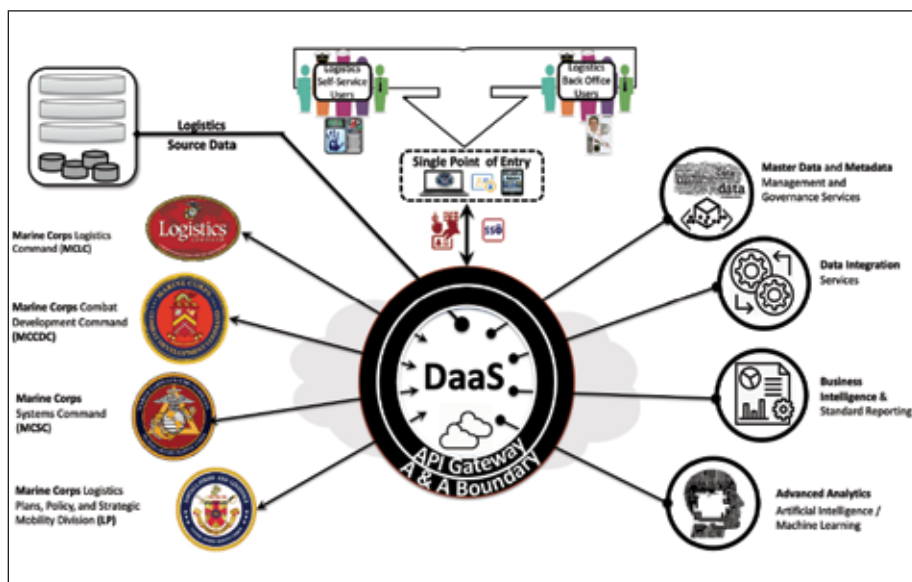 Logistics
Self-Service
Users
Logistics
Back Office
Users
Logistics
Source Data
Single Point of Entry
SSO
Master Data and Metadata
Management and
Governance Services
data
Marine Corps Logistics
Command (MCLC)
Logistics
Data Integration
Services
Marine Corps Combat
Development Command
(MCCDC)
MARINE CORPS
DaaS
API Gateway
A & A Boundary
Business
Intelligence &
Standard Reporting
Marine Corps
Systems Command
(MCSC)
Marine Corps Logistics
Plans, Policy, and Strategic
Mobility Division (LP)
Advanced Analytics
Artificial Intelligence /
Machine Learning